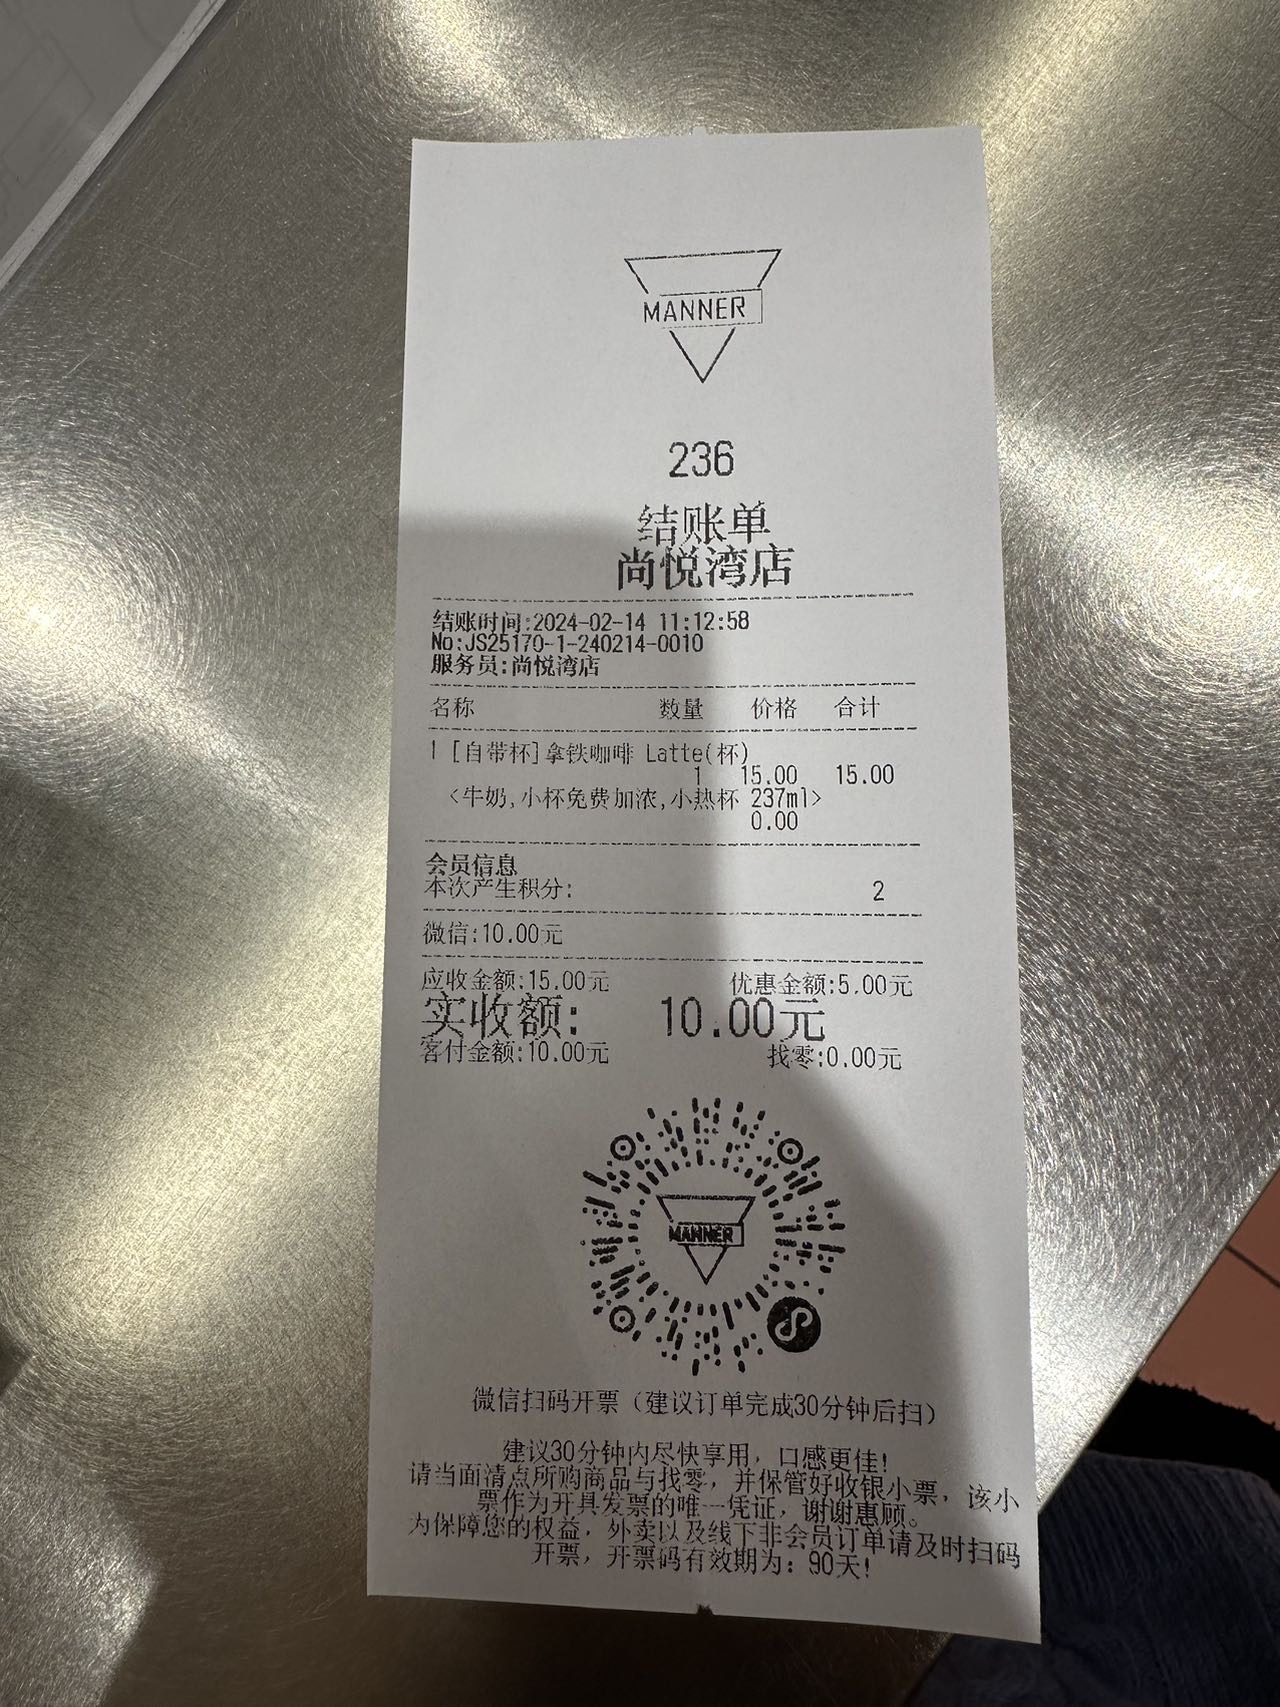 MANNER
236
结账单
尚悦湾店
结账时间:2024-02-14 11:12:58
No:JS25170-1-240214-0010
服务员:尚悦湾店
名称 数量 价格 合计
1 [自带杯]拿铁咖啡 Latte(杯)
1 15.00 15.00
<牛奶,小杯免费加浓,小热杯 237ml>
0.00
会员信息
本次产生积分: 2
微信:10.00元
应收金额:15.00元 优惠金额:5.00元
实收额: 10.00元
客付金额:10.00元 找零:0.00元
MANNER
微信扫码开票（建议订单完成30分钟后扫）
建议30分钟内尽快享用，口感更佳!
请当面清点所购商品与找零，并保管好收银小票，该小
票作为开具发票的唯一凭证，谢谢惠顾。
为保障您的权益，外卖以及线下非会员订单请及时扫码
开票，开票码有效期为：90天!